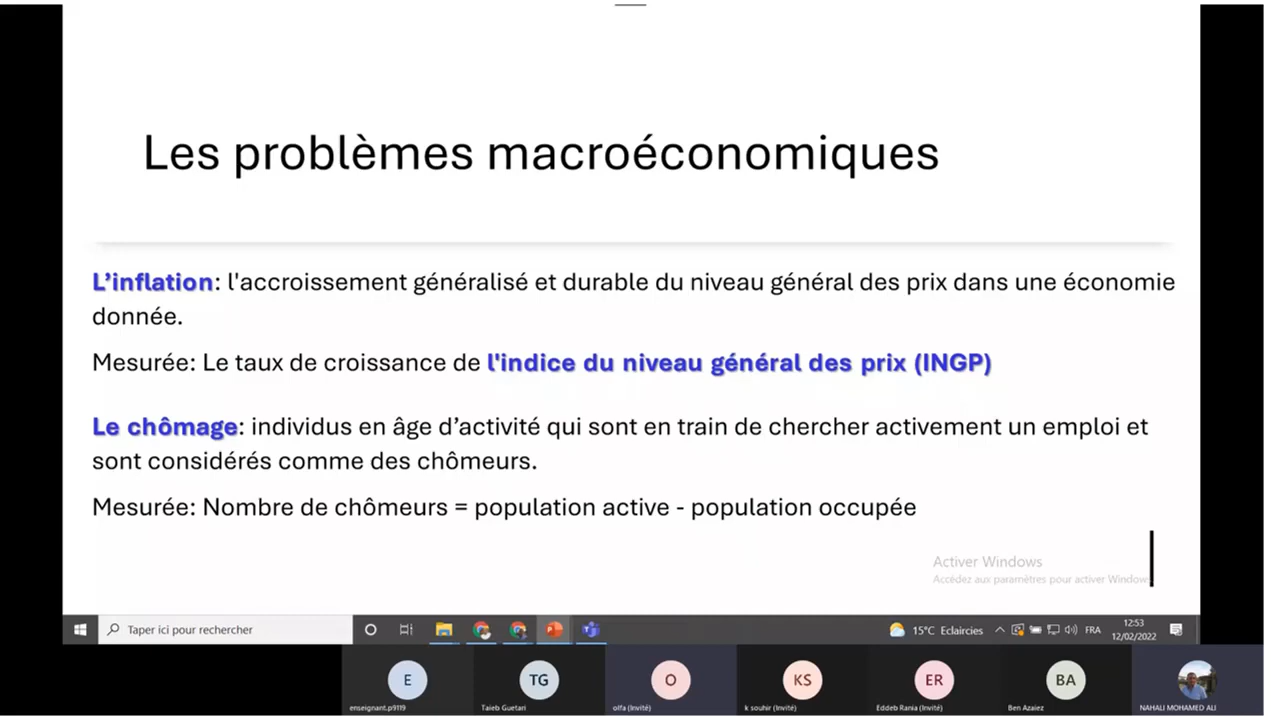 Les problèmes macroéconomiques
L’inflation: l'accroissement généralisé et durable du niveau général des prix dans une économie
donnée.
Mesurée: Le taux de croissance de l'indice du niveau général des prix (INGP)
Le chômage: individus en âge d’activité qui sont en train de chercher activement un emploi et
sont considérés comme des chômeurs.
Mesurée: Nombre de chômeurs = population active - population occupée
Activer Windows
Accédez aux paramètres pour activer Windows
Taper ici pour rechercher
15°C Eclaircies
FRA
12:53
12/02/2022
E
TG
O
KS
ER
BA
enseignant.p9119
Taieb Guetari
olfa (Invité)
k souhir (Invité)
Eddeb Rania (Invité)
Ben Azaiez
NAHALI MOHAMED ALI